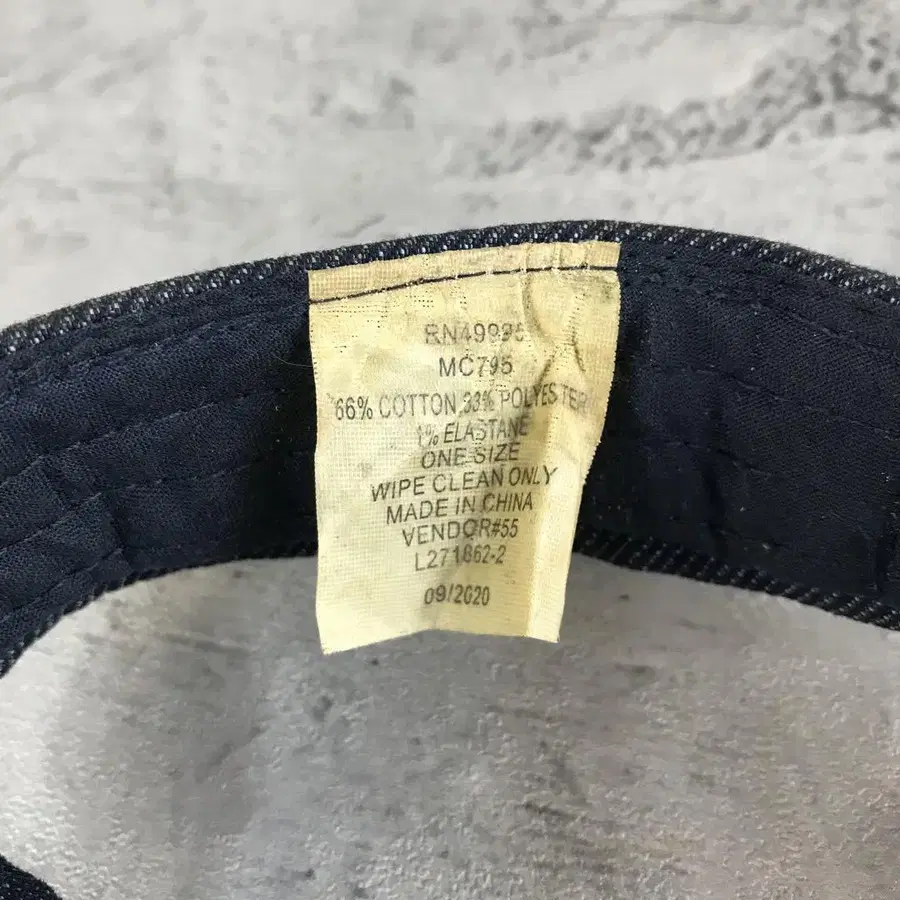 MC795
66% COTTON 33% POLYESTER
1% ELASTANE
ONE SIZE
WIPE CLEAN ONLY
MADE IN CHINA
VENDOR#55
L271862-2
09/2020